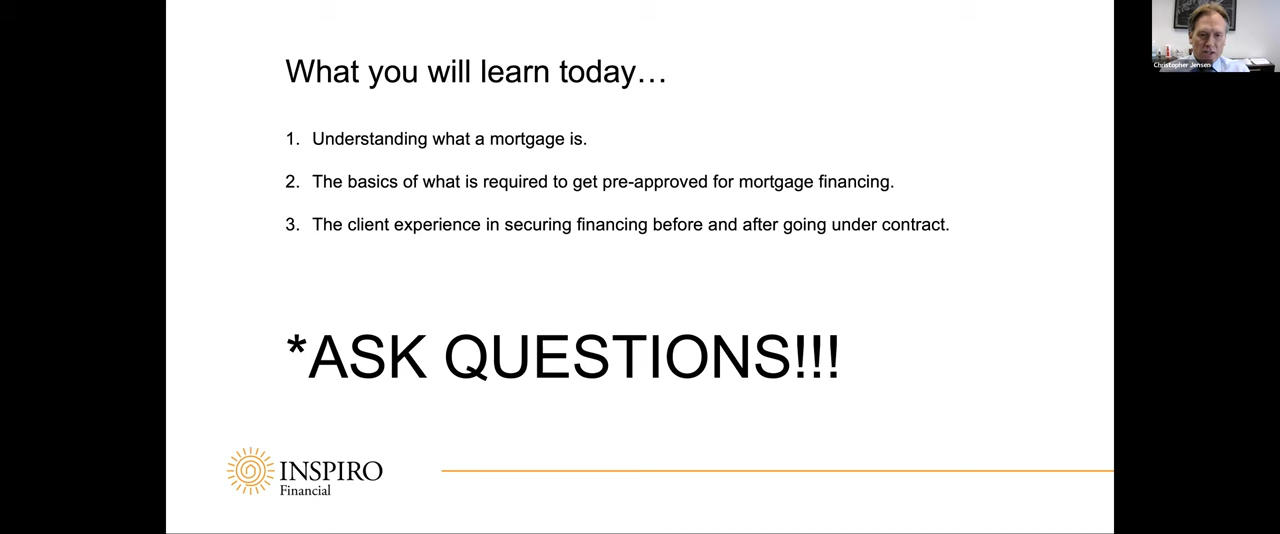 What you will learn today…
1. Understanding what a mortgage is.
2. The basics of what is required to get pre-approved for mortgage financing.
3. The client experience in securing financing before and after going under contract.
*ASK QUESTIONS!!!
INSPIRO
Financial
Christopher Jensen